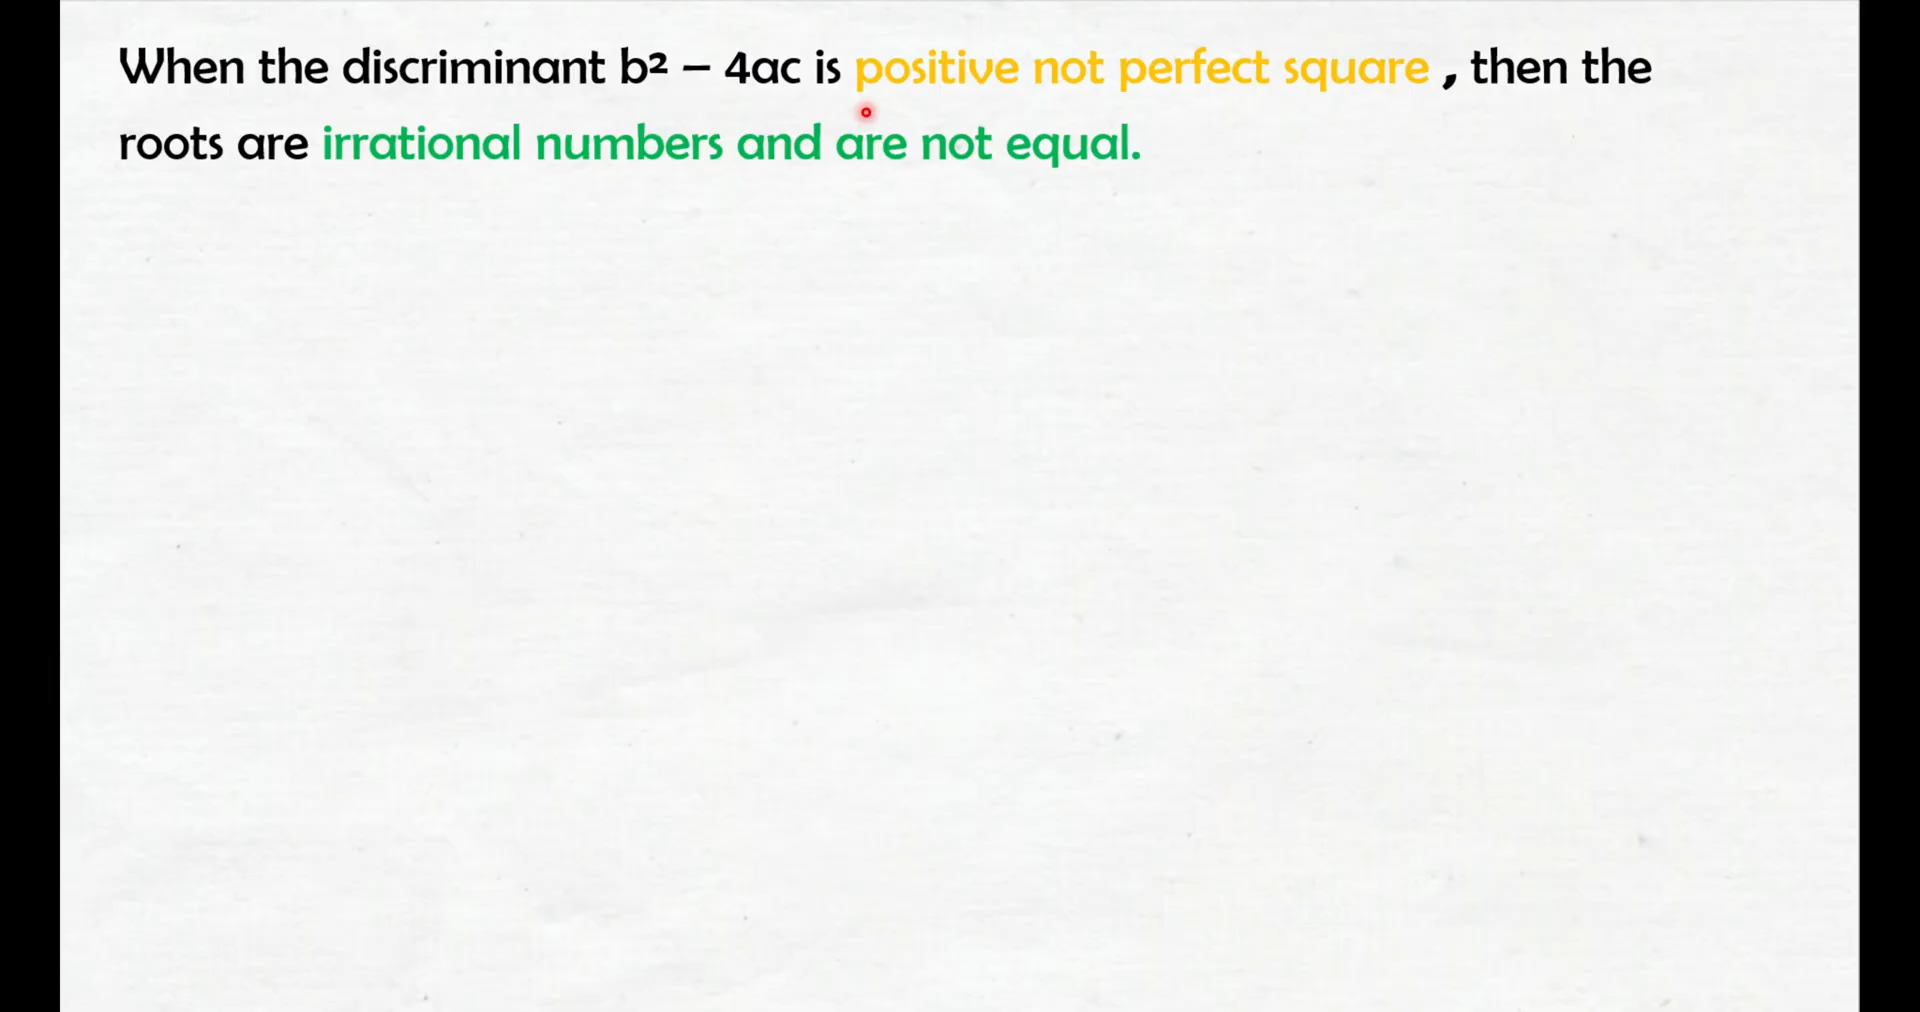 When the discriminant b² – 4ac is positive not perfect square , then the
roots are irrational numbers and are not equal.